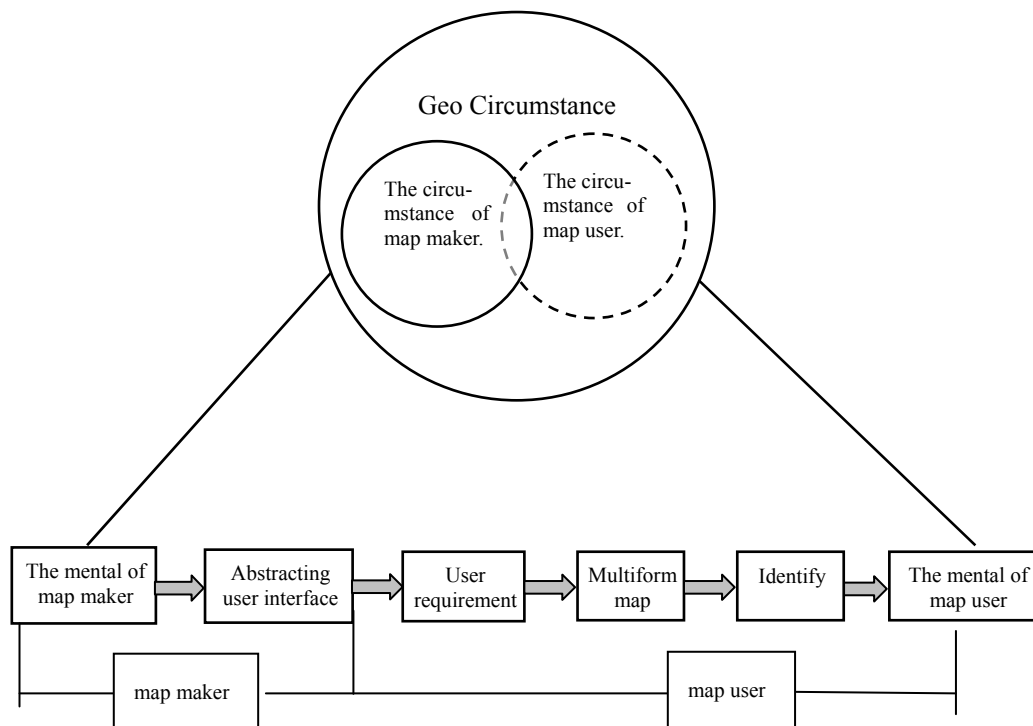 Geo Circumstance
The circu-
mstance of
map maker.
The circu-
mstance of
map user.
The mental of
map maker
Abstracting
user interface
User
requirement
Multiform
map
Identify
The mental of
map user
map maker
map user